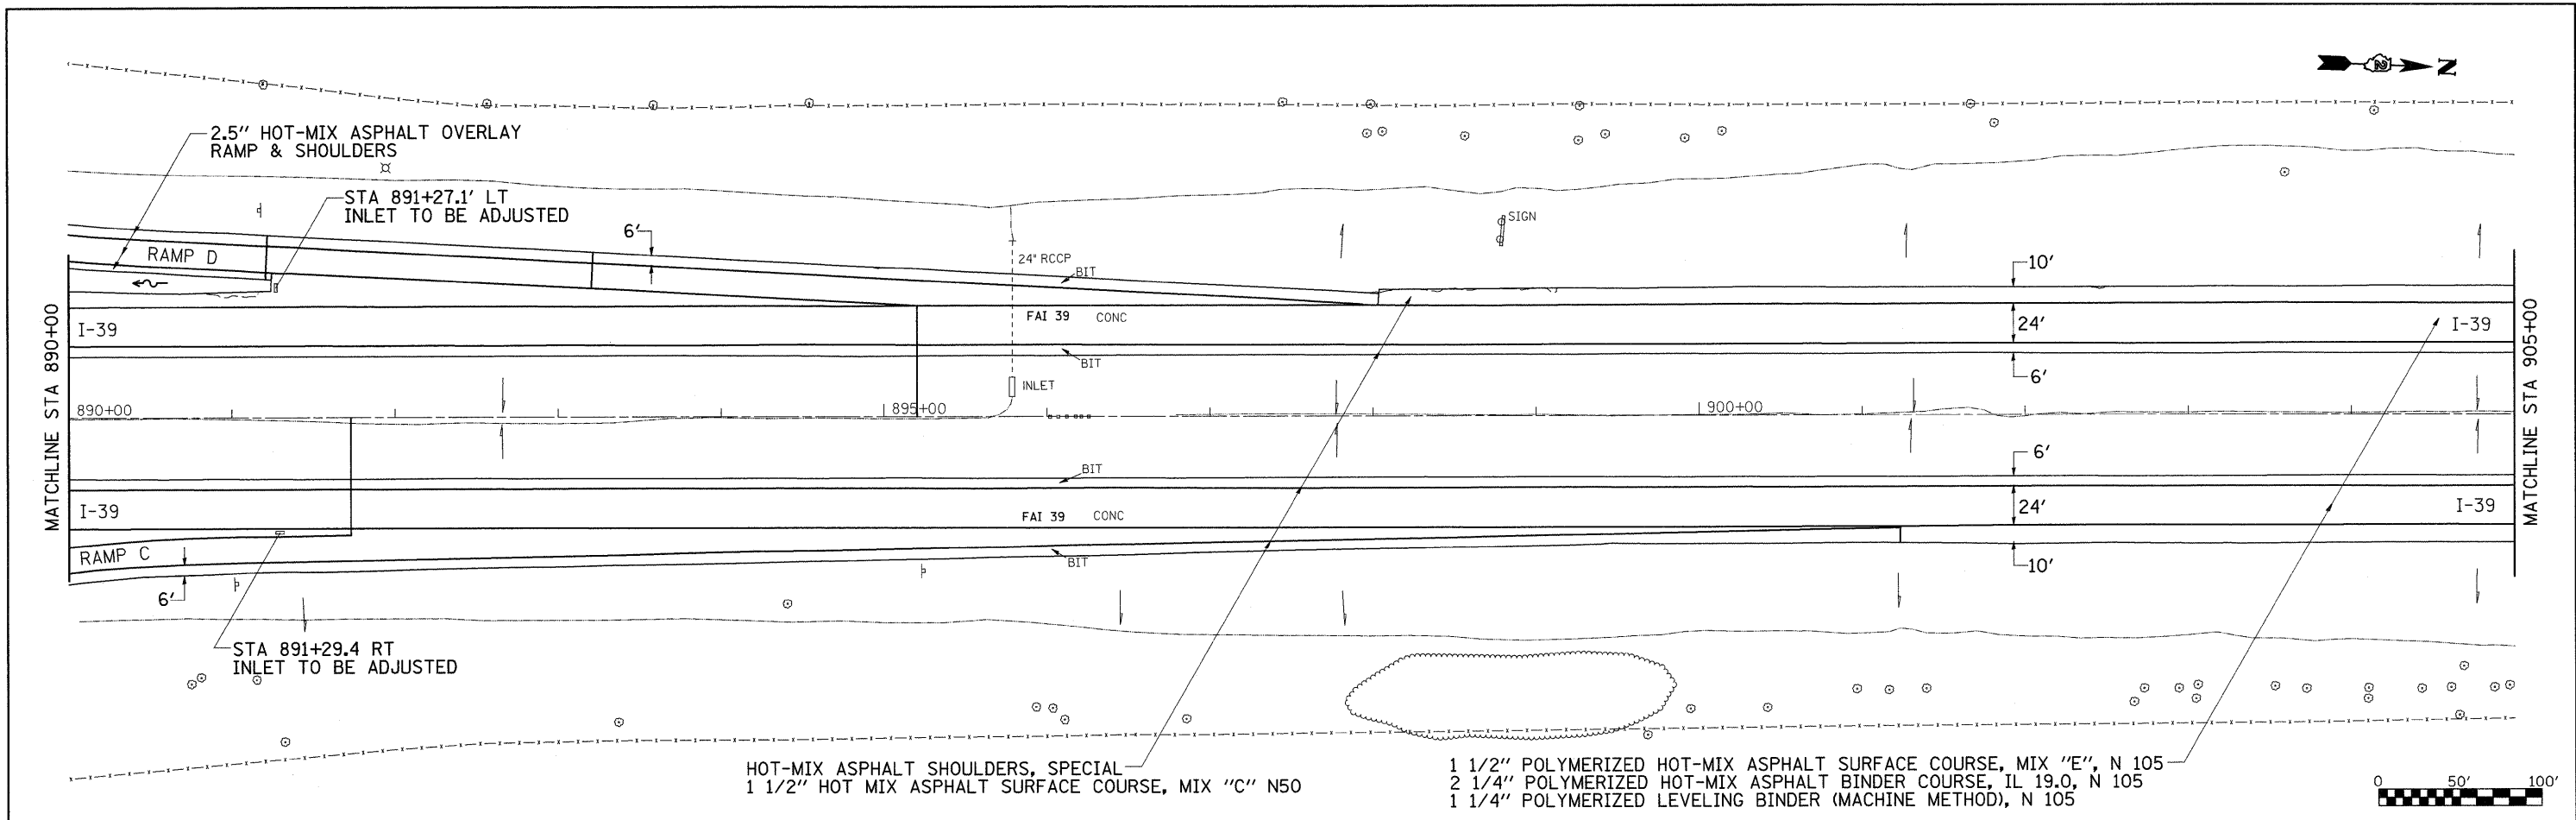 N
2
2.5" HOT-MIX ASPHALT OVERLAY
RAMP & SHOULDERS
STA 891+27.1' LT
INLET TO BE ADJUSTED
SIGN
6'
RAMP D
24" RCCP
BIT
10'
MATCHLINE STA 890+00
I-39
FAI 39 CONC
24'
I-39
MATCHLINE STA 905+00
BIT
6'
INLET
890+00
895+00
900+00
6'
BIT
I-39
FAI 39 CONC
24'
I-39
RAMP C
BIT
10'
6'
STA 891+29.4 RT
INLET TO BE ADJUSTED
HOT-MIX ASPHALT SHOULDERS, SPECIAL
1 1/2" HOT MIX ASPHALT SURFACE COURSE, MIX "C" N50
1 1/2" POLYMERIZED HOT-MIX ASPHALT SURFACE COURSE, MIX "E", N 105
2 1/4" POLYMERIZED HOT-MIX ASPHALT BINDER COURSE, IL 19.0, N 105
1 1/4" POLYMERIZED LEVELING BINDER (MACHINE METHOD), N 105
0 50' 100'